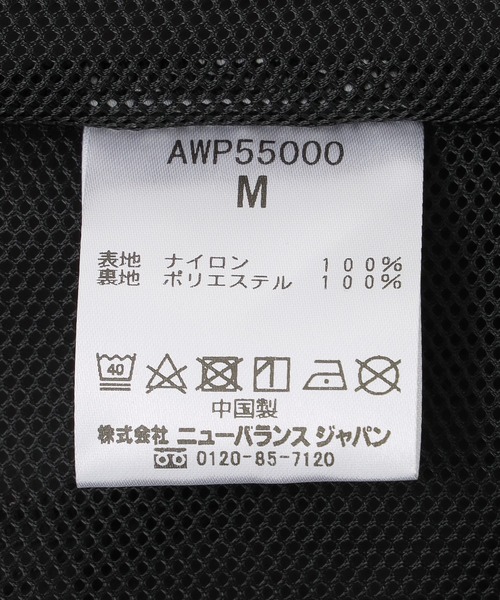 AWP55000
M
表地 ナイロン 100%
裏地 ポリエステル 100%
40
中国製
株式会社 ニューバランス ジャパン
0120-85-7120